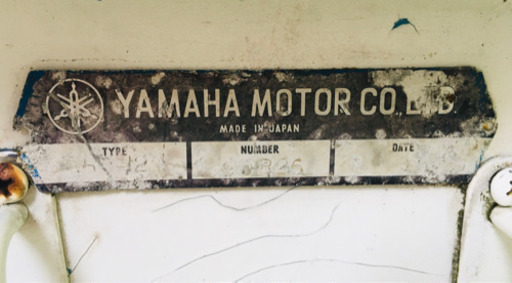 YAMAHA MOTOR CO LTD
MADE IN JAPAN
TYPE NUMBER DATE